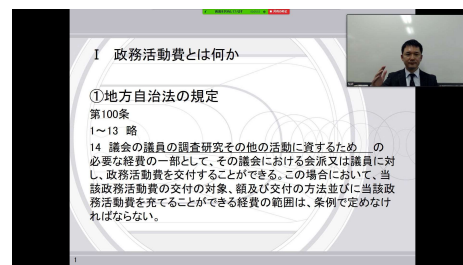 Ⅰ　政務活動費とは何か
①地方自治法の規定
第100条
1～13　略
14　議会の議員の調査研究その他の活動に資するため　の
必要な経費の一部として、その議会における会派又は議員に対
し、政務活動費を交付することができる。この場合において、当
該政務活動費の交付の対象、額及び交付の方法並びに当該政
務活動費を充てることができる経費の範囲は、条例で定めなけ
ればならない。
1